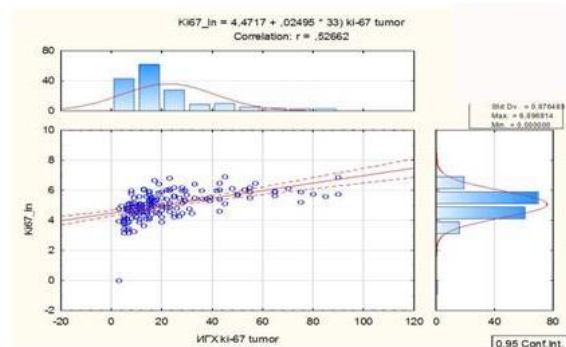 Ki67_ln = 4,4717 + ,02495 * 33) ki-67 tumor
Correlation: r = ,52662
80
40
0
Std Dv. = 0,876489
Max. = 6,896814
Min. = 0,000000
10
8
6
4
2
0
-2
Ki67_ln
-20 0 20 40 60 80 100 120
ИГХ ki-67 tumor
0 40 80
0.95 Conf.Int.